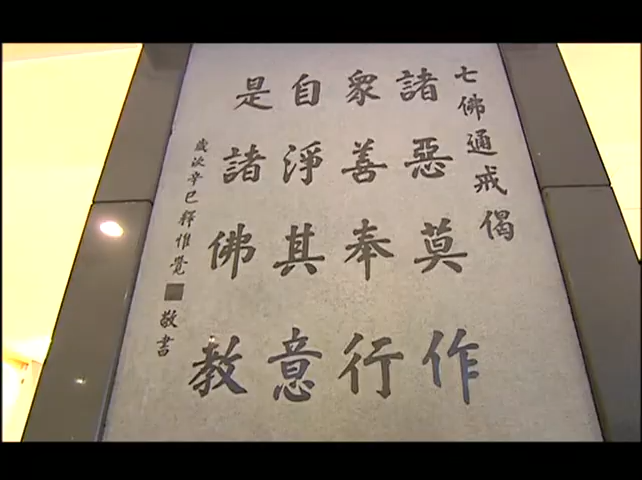 七佛通戒偈
諸惡莫作
眾善奉行
自淨其意
是諸佛教
歲次辛巳釋惟覺敬書